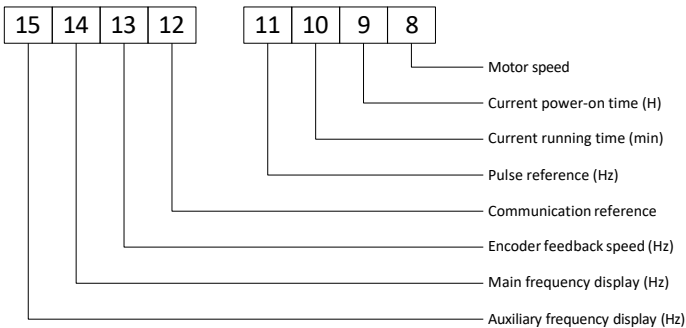 15 14 13 12 11 10 9 8
Motor speed
Current power-on time (H)
Current running time (min)
Pulse reference (Hz)
Communication reference
Encoder feedback speed (Hz)
Main frequency display (Hz)
Auxiliary frequency display (Hz)